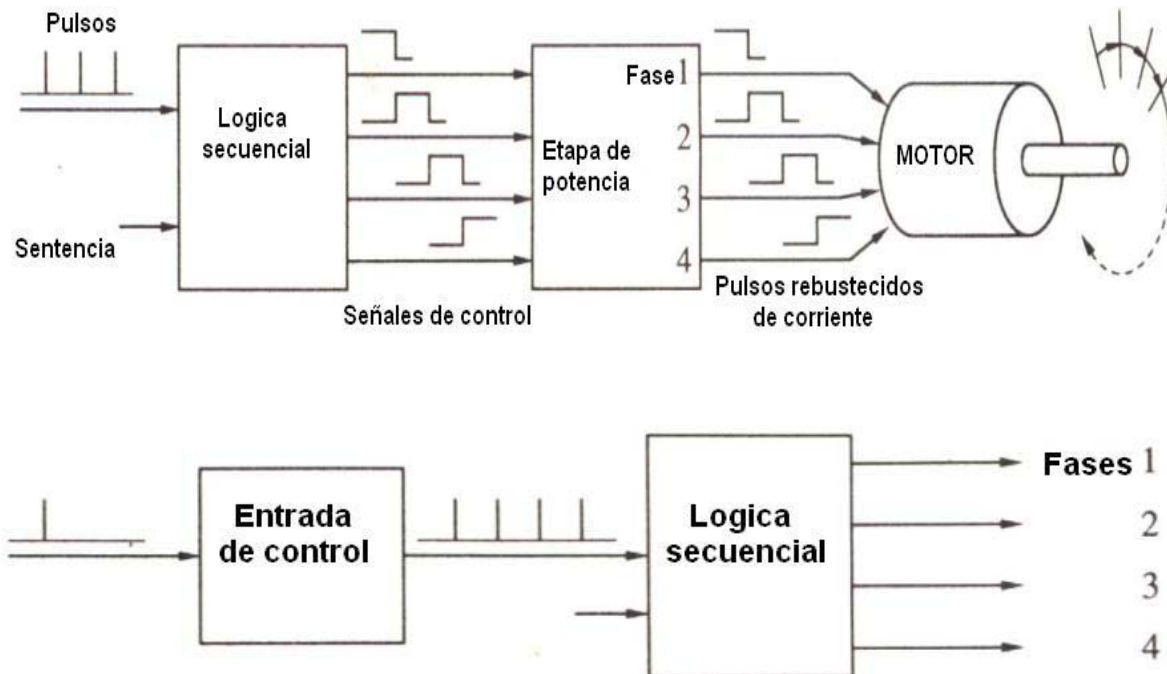 Pulsos
Logica
secuencial
Sentencia
Señales de control
Etapa de
potencia
Fase 1
2
3
4
Pulsos rebustecidos
de corriente
MOTOR
Entrada
de control
Logica
secuencial
Fases 1
2
3
4